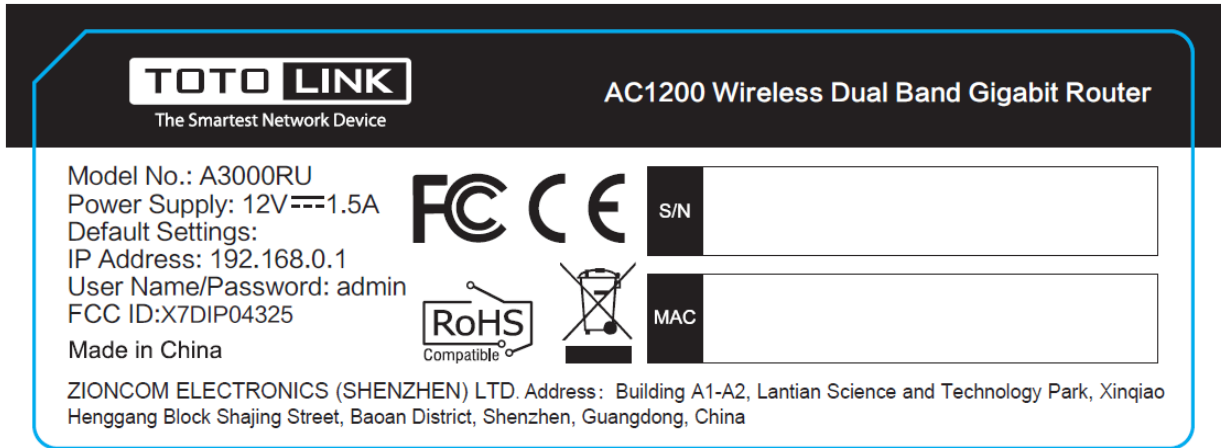 TOTO LINK
The Smartest Network Device
AC1200 Wireless Dual Band Gigabit Router
Model No.: A3000RU
Power Supply: 12V⎓1.5A
Default Settings:
IP Address: 192.168.0.1
User Name/Password: admin
FCC ID:X7DIP04325
Made in China
FC CE
RoHS
Compatible
S/N
MAC
ZIONCOM ELECTRONICS (SHENZHEN) LTD. Address: Building A1-A2, Lantian Science and Technology Park, Xinqiao
Henggang Block Shajing Street, Baoan District, Shenzhen, Guangdong, China